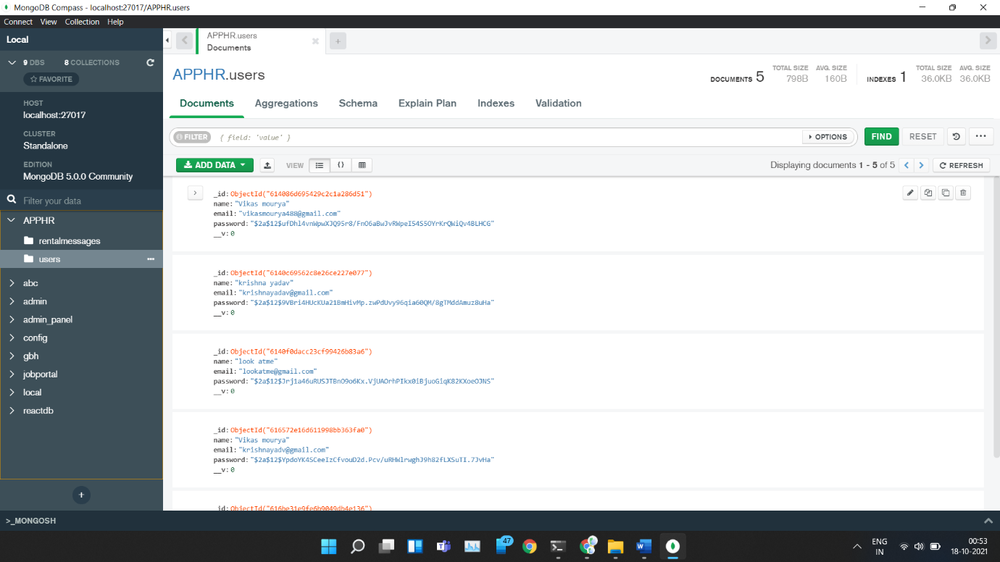 MongoDB Compass - localhost:27017/APPHR.users
Connect View Collection Help
Local
9 DBS 8 COLLECTIONS
FAVORITE
HOST
localhost:27017
CLUSTER
Standalone
EDITION
MongoDB 5.0.0 Community
Filter your data
APPHR
rentalmessages
users
abc
admin
admin_panel
config
gbh
jobportal
local
reactdb
APPHR.users
Documents
APPHR.users
DOCUMENTS 5 TOTAL SIZE 798B AVG. SIZE 160B INDEXES 1 TOTAL SIZE 36.0KB AVG. SIZE 36.0KB
Documents Aggregations Schema Explain Plan Indexes Validation
FILTER { field: 'value' } OPTIONS FIND RESET
ADD DATA VIEW {} Displaying documents 1 - 5 of 5 REFRESH
_id: ObjectId("614086d695429c2c1a286d51")
name: "Vikas mourya"
email: "vikasmourya488@gmail.com"
password: "$2a$12$ufDhl4vnWpwXJQ95r8/FnO6aBwJvRWpeI54S5OYrKrQWiQv4BLHCG"
__v: 0
_id: ObjectId("6140c69562c8e26ce227e077")
name: "krishna yadav"
email: "krishnayadav@gmail.com"
password: "$2a$12$9VBri4HUcKUa21BmHivMp.zwPdUvy96qia60QM/8gTMddAmuz8uHa"
__v: 0
_id: ObjectId("6140f0dacc23cf99426b83a6")
name: "look atme"
email: "lookatme@gmail.com"
password: "$2a$12$Jrj1a46uRUSJTBnO9o6Kx.VjUAOrhPIkx0iBjuoGiqK82KXoeOJNS"
__v: 0
_id: ObjectId("616572e16d611998bb363fa0")
name: "Vikas mourya"
email: "krishnayadv@gmail.com"
password: "$2a$12$YpdoYK4SCeeIzCfvouD2d.Pcv/uRHWlrwghJ9h82fLXSuTI.7JvHa"
__v: 0
_id: ObjectId("616be31e9fe6b9049db4e136")
>_MONGOSH
47
ENG
IN
00:53
18-10-2021